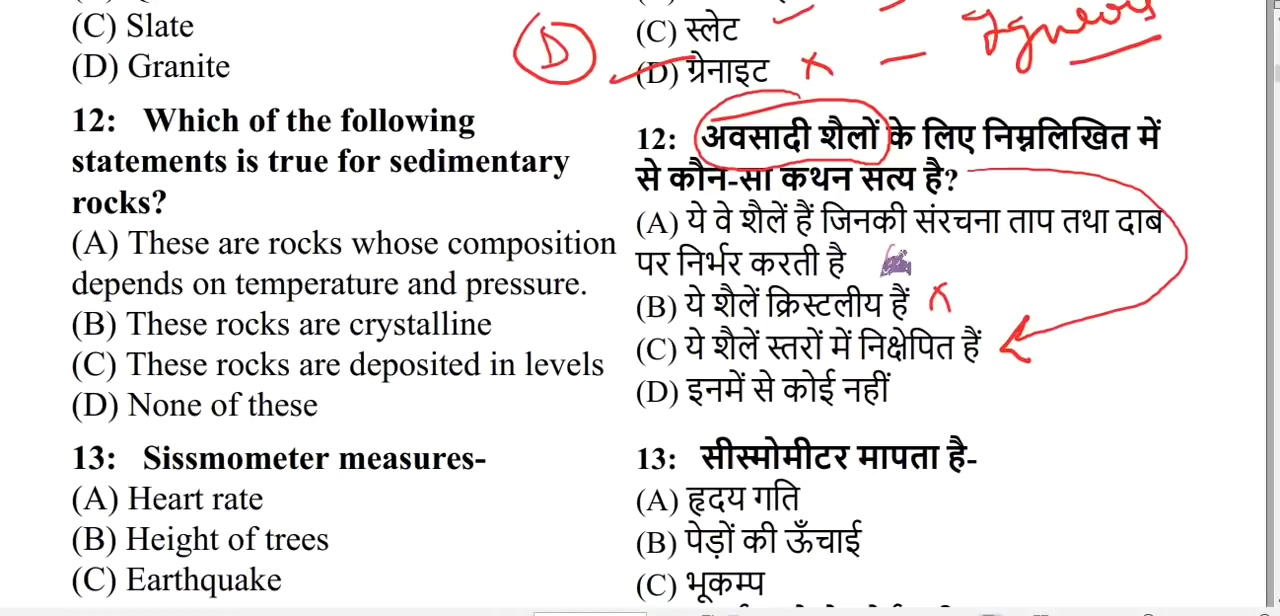 (C) Slate
(D) Granite
12: Which of the following
statements is true for sedimentary
rocks?
(A) These are rocks whose composition
depends on temperature and pressure.
(B) These rocks are crystalline
(C) These rocks are deposited in levels
(D) None of these
13: Sissmometer measures-
(A) Heart rate
(B) Height of trees
(C) Earthquake
(C) स्लेट
(D) ग्रेनाइट
D
Igneous
12: अवसादी शैलों के लिए निम्नलिखित में
से कौन-सा कथन सत्य है?
(A) ये वे शैलें हैं जिनकी संरचना ताप तथा दाब
पर निर्भर करती है
(B) ये शैलें क्रिस्टलीय हैं
(C) ये शैलें स्तरों में निक्षेपित हैं
(D) इनमें से कोई नहीं
13: सीस्मोमीटर मापता है-
(A) हृदय गति
(B) पेड़ों की ऊँचाई
(C) भूकम्प